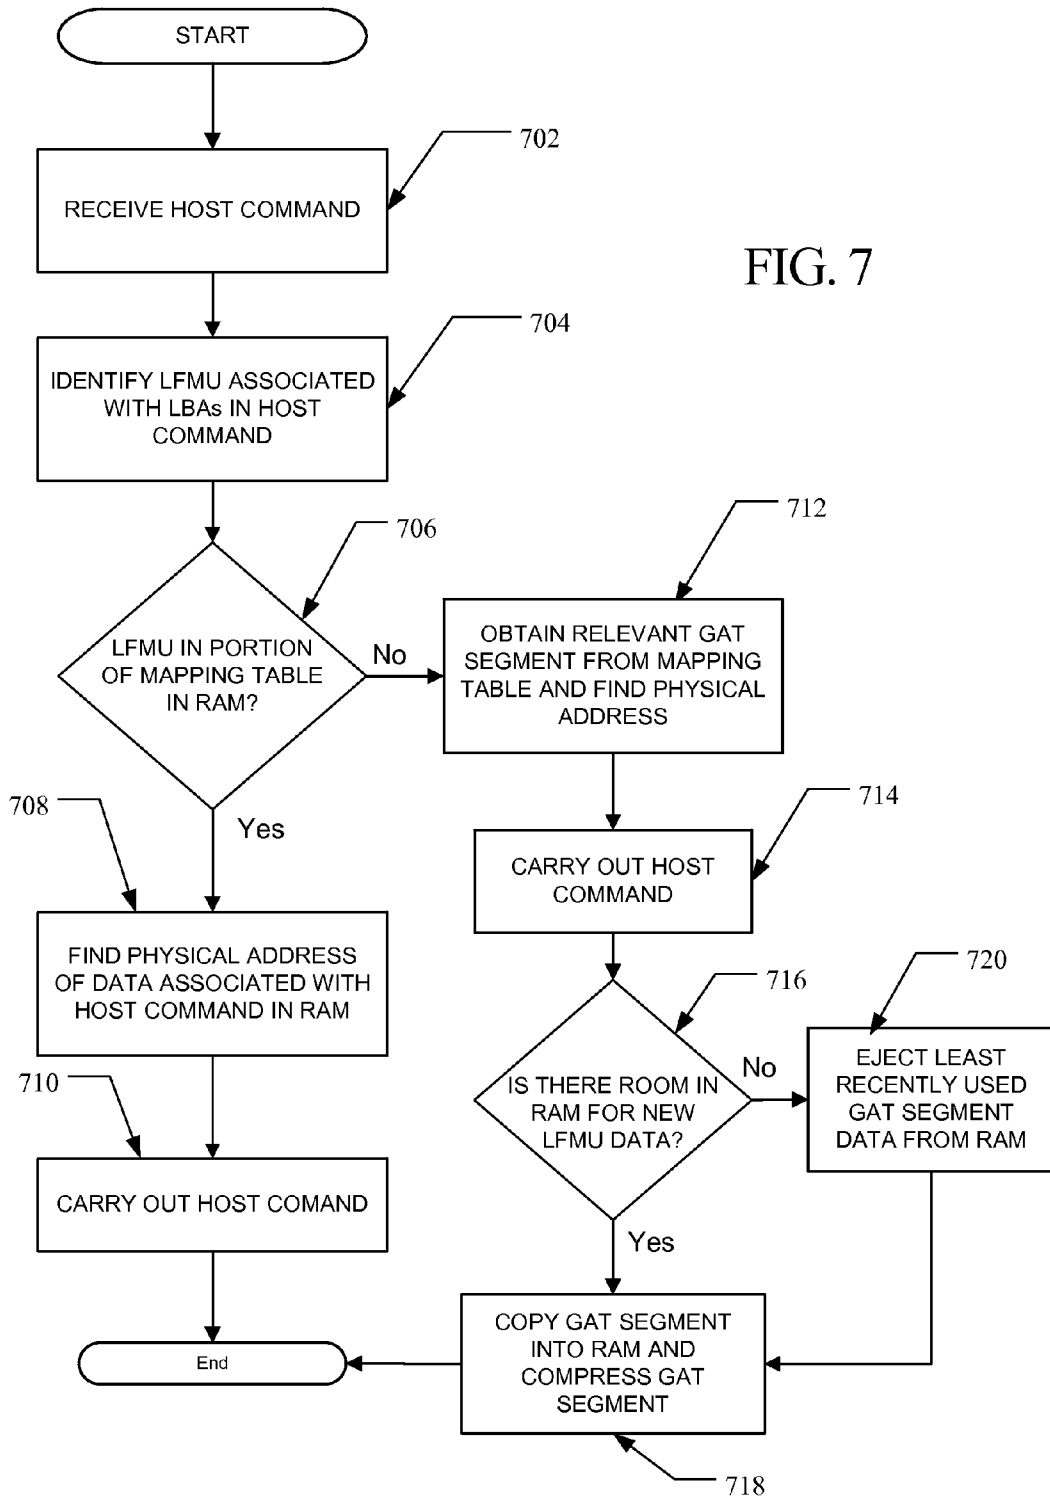 START
702
RECEIVE HOST COMMAND
FIG. 7
704
IDENTIFY LFMU ASSOCIATED
WITH LBAs IN HOST
COMMAND
706
712
LFMU IN PORTION
OF MAPPING TABLE
IN RAM?
No
OBTAIN RELEVANT GAT
SEGMENT FROM MAPPING
TABLE AND FIND PHYSICAL
ADDRESS
708
Yes
714
CARRY OUT HOST
COMMAND
FIND PHYSICAL ADDRESS
OF DATA ASSOCIATED WITH
HOST COMMAND IN RAM
716
720
IS THERE ROOM IN
RAM FOR NEW
LFMU DATA?
No
EJECT LEAST
RECENTLY USED
GAT SEGMENT
DATA FROM RAM
710
CARRY OUT HOST COMAND
Yes
COPY GAT SEGMENT
INTO RAM AND
COMPRESS GAT
SEGMENT
End
718